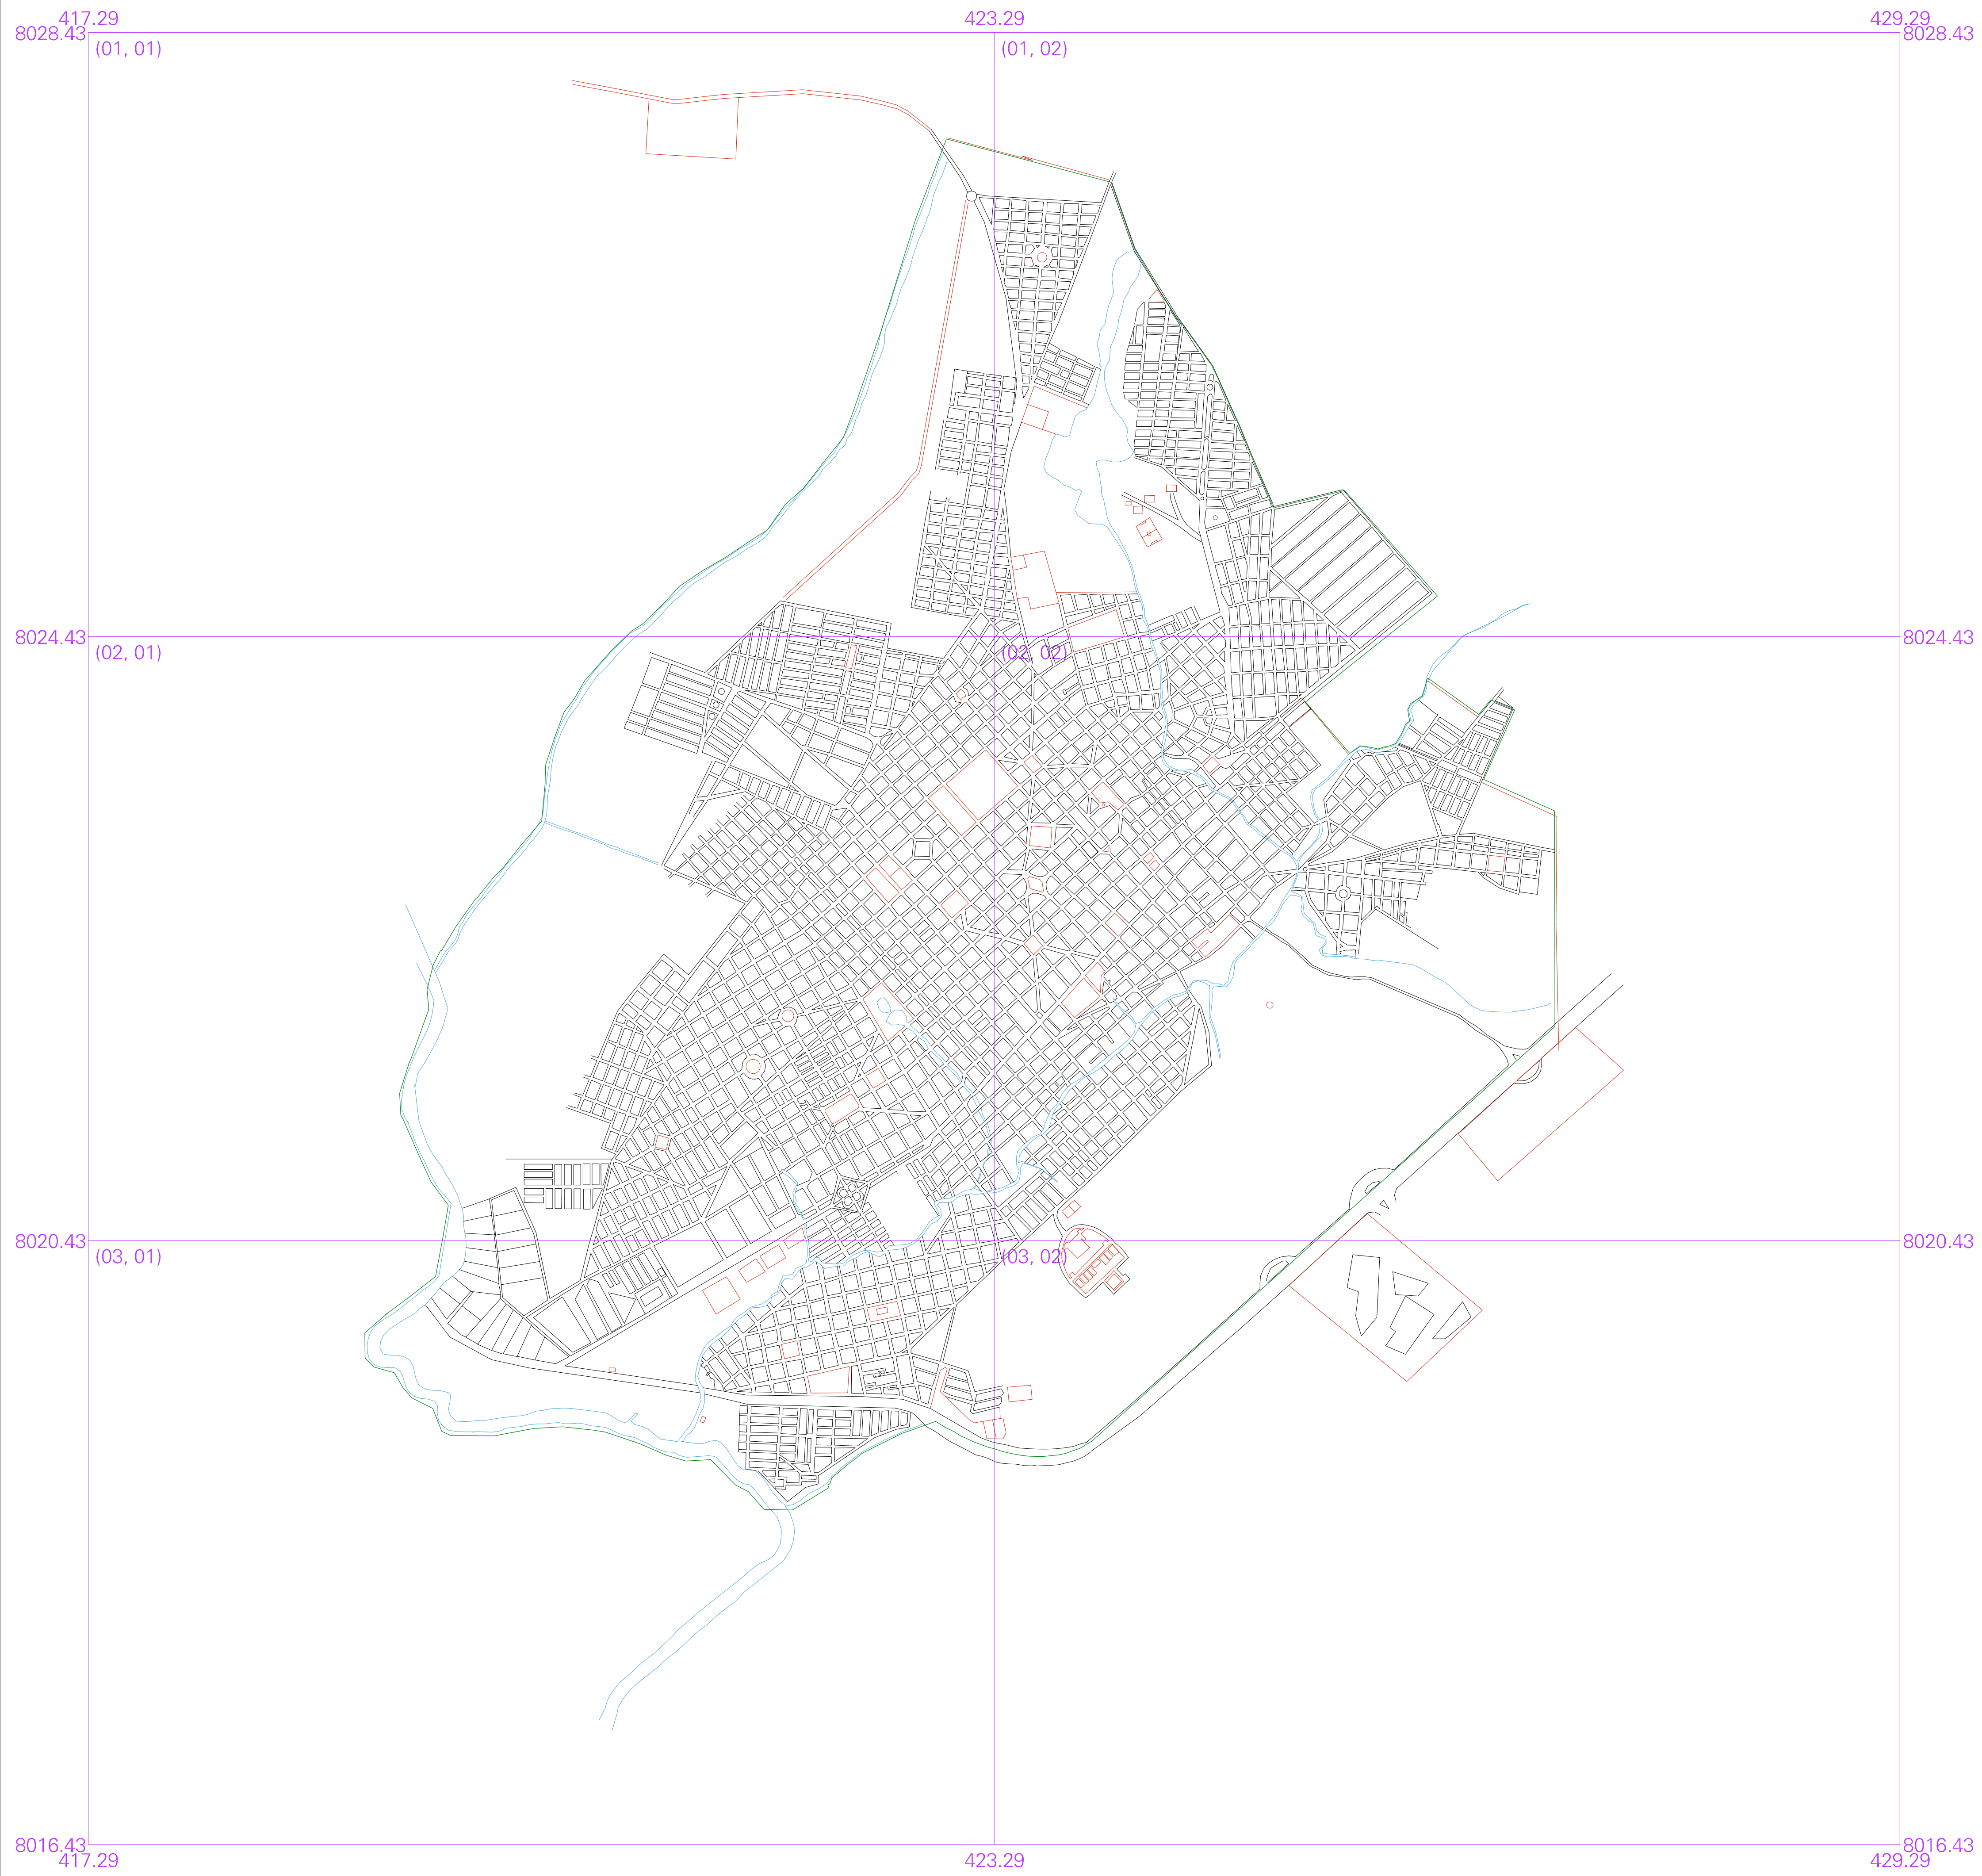 417.29 423.29 429.29
8028.43 8028.43
(01, 01) (01, 02)
8024.43 8024.43
(02, 01) (02, 02)
8020.43 8020.43
(03, 01) (03, 02)
8016.43 8016.43
417.29 423.29 429.29